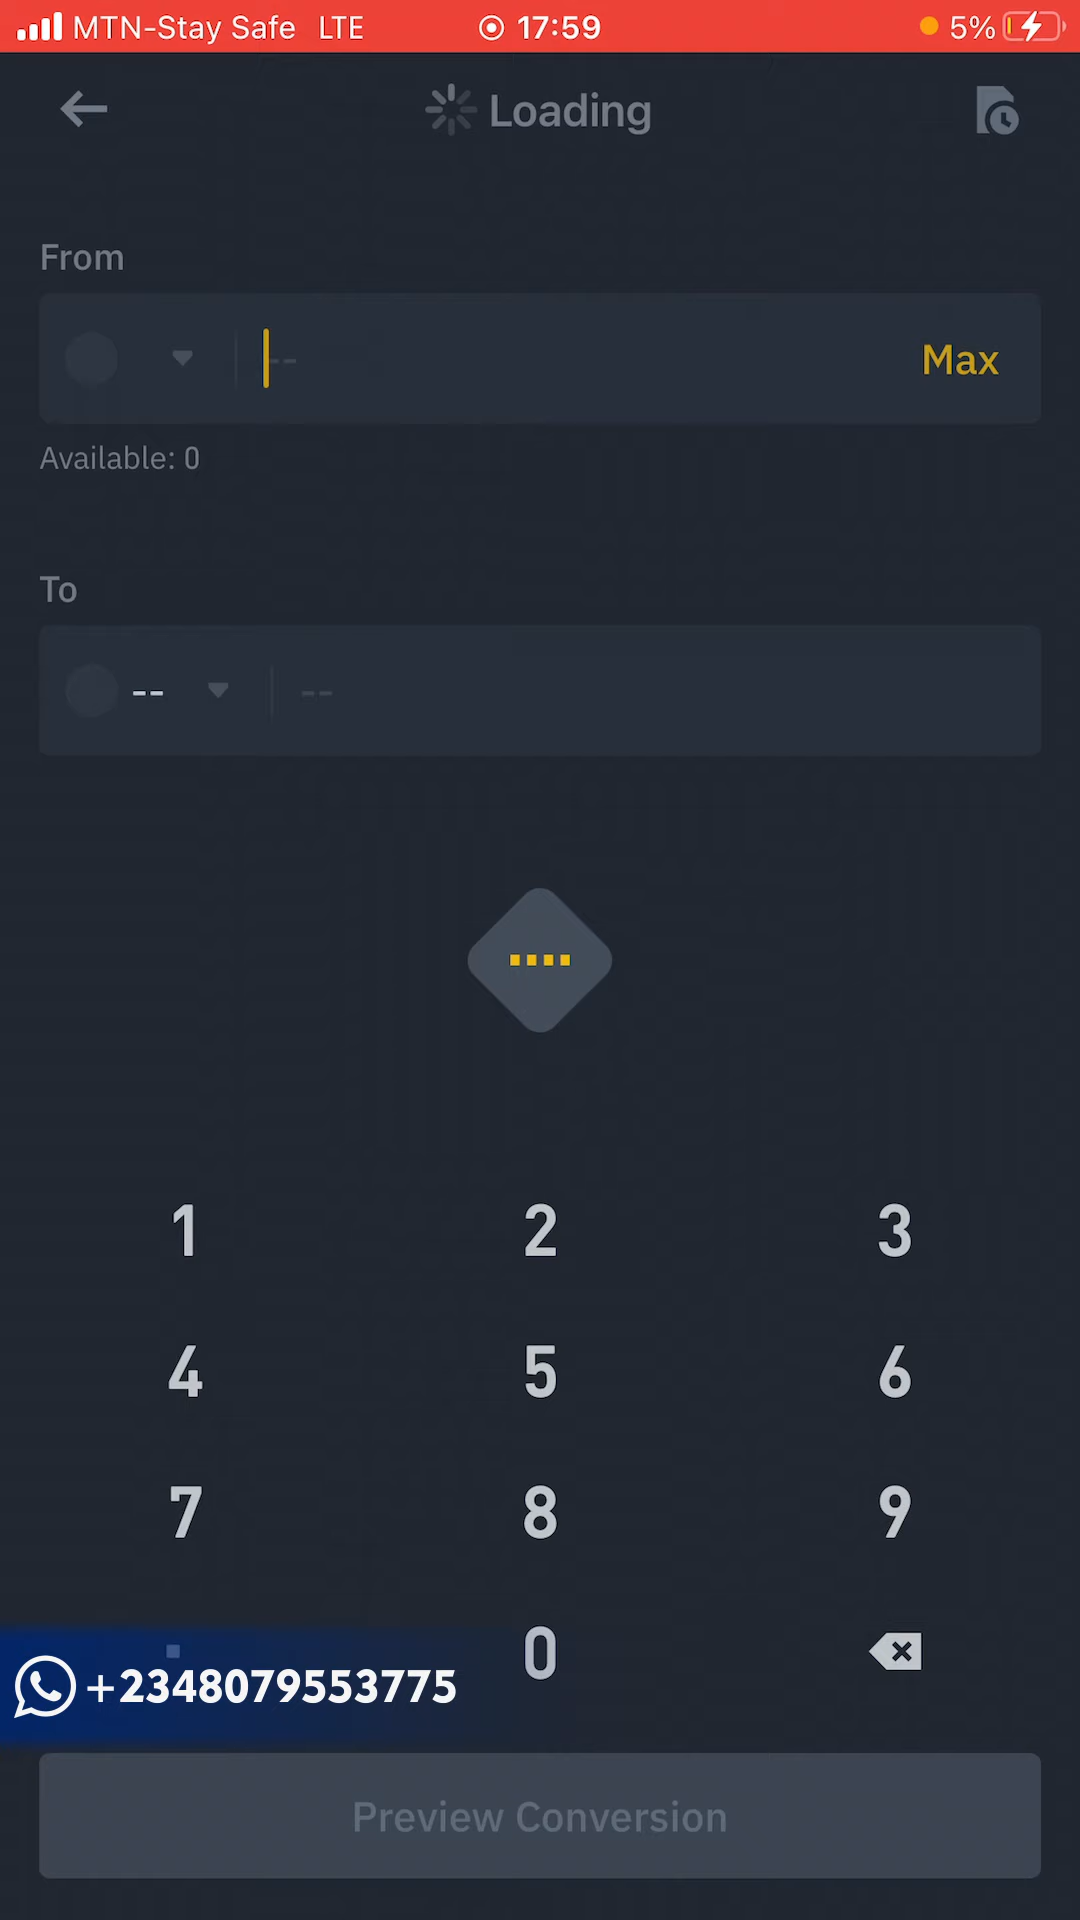 MTN-Stay Safe LTE 17:59 5%
Loading
From
-- Max
Available: 0
To
-- --
1 2 3
4 5 6
7 8 9
. 0
+2348079553775
Preview Conversion